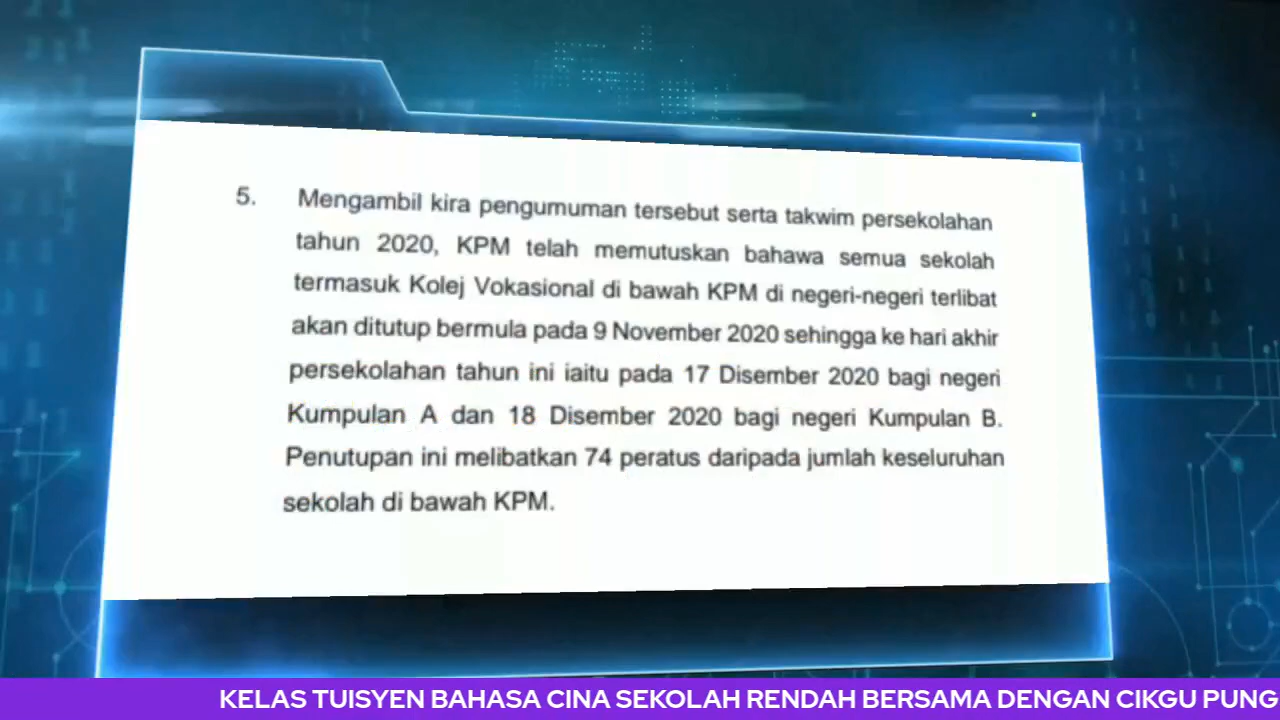 5. Mengambil kira pengumuman tersebut serta takwim persekolahan
tahun 2020, KPM telah memutuskan bahawa semua sekolah
termasuk Kolej Vokasional di bawah KPM di negeri-negeri terlibat
akan ditutup bermula pada 9 November 2020 sehingga ke hari akhir
persekolahan tahun ini iaitu pada 17 Disember 2020 bagi negeri
Kumpulan A dan 18 Disember 2020 bagi negeri Kumpulan B.
Penutupan ini melibatkan 74 peratus daripada jumlah keseluruhan
sekolah di bawah KPM.
KELAS TUISYEN BAHASA CINA SEKOLAH RENDAH BERSAMA DENGAN CIKGU PUNG